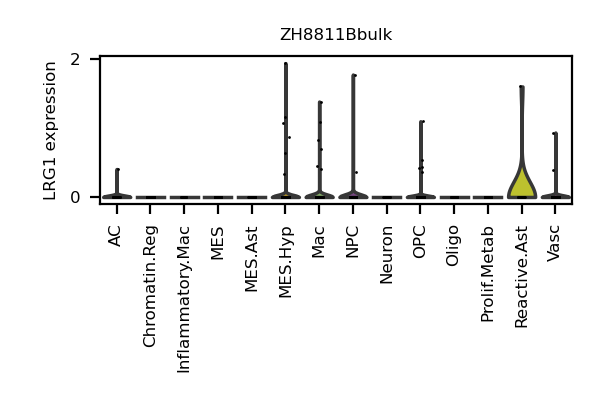 ZH8811Bbulk
LRG1 expression
2
0
AC
Chromatin.Reg
Inflammatory.Mac
MES
MES.Ast
MES.Hyp
Mac
NPC
Neuron
OPC
Oligo
Prolif.Metab
Reactive.Ast
Vasc